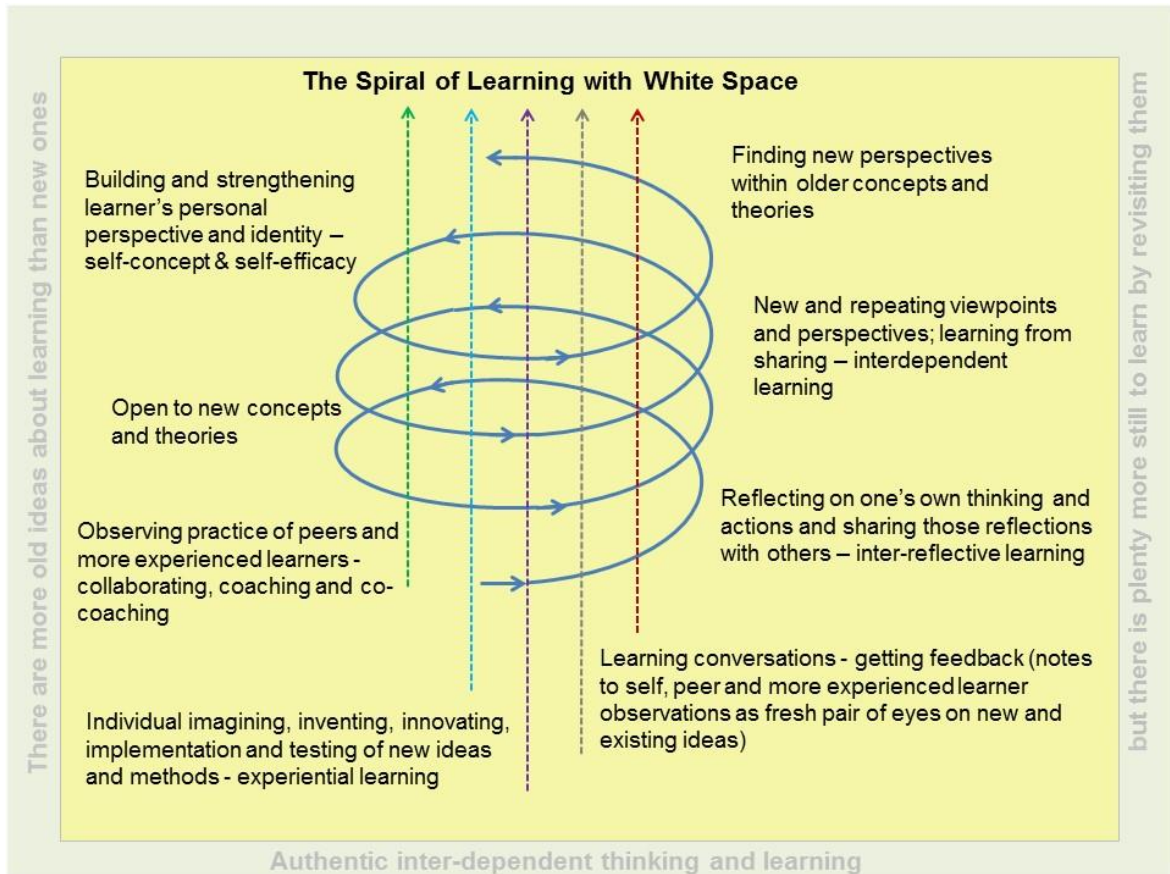 The Spiral of Learning with White Space
Building and strengthening
learner's personal
perspective and identity –
self-concept & self-efficacy
Open to new concepts
and theories
Observing practice of peers and
more experienced learners -
collaborating, coaching and co-
coaching
Individual imagining, inventing, innovating,
implementation and testing of new ideas
and methods - experiential learning
Finding new perspectives
within older concepts and
theories
New and repeating viewpoints
and perspectives; learning from
sharing – interdependent
learning
Reflecting on one's own thinking and
actions and sharing those reflections
with others – inter-reflective learning
Learning conversations - getting feedback (notes
to self, peer and more experienced learner
observations as fresh pair of eyes on new and
existing ideas)
There are more old ideas about learning than new ones
but there is plenty more still to learn by revisiting them
Authentic inter-dependent thinking and learning